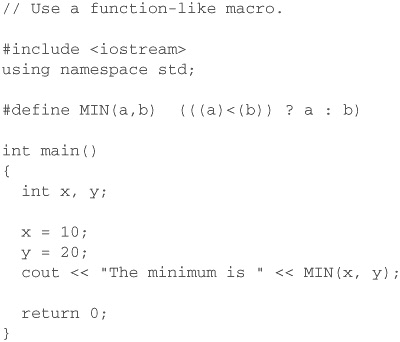 // Use a function-like macro.
#include <iostream>
using namespace std;
#define MIN(a,b)  (((a)<(b)) ? a : b)
int main()
{
  int x, y;
  x = 10;
  y = 20;
  cout << "The minimum is " << MIN(x, y);
  return 0;
}